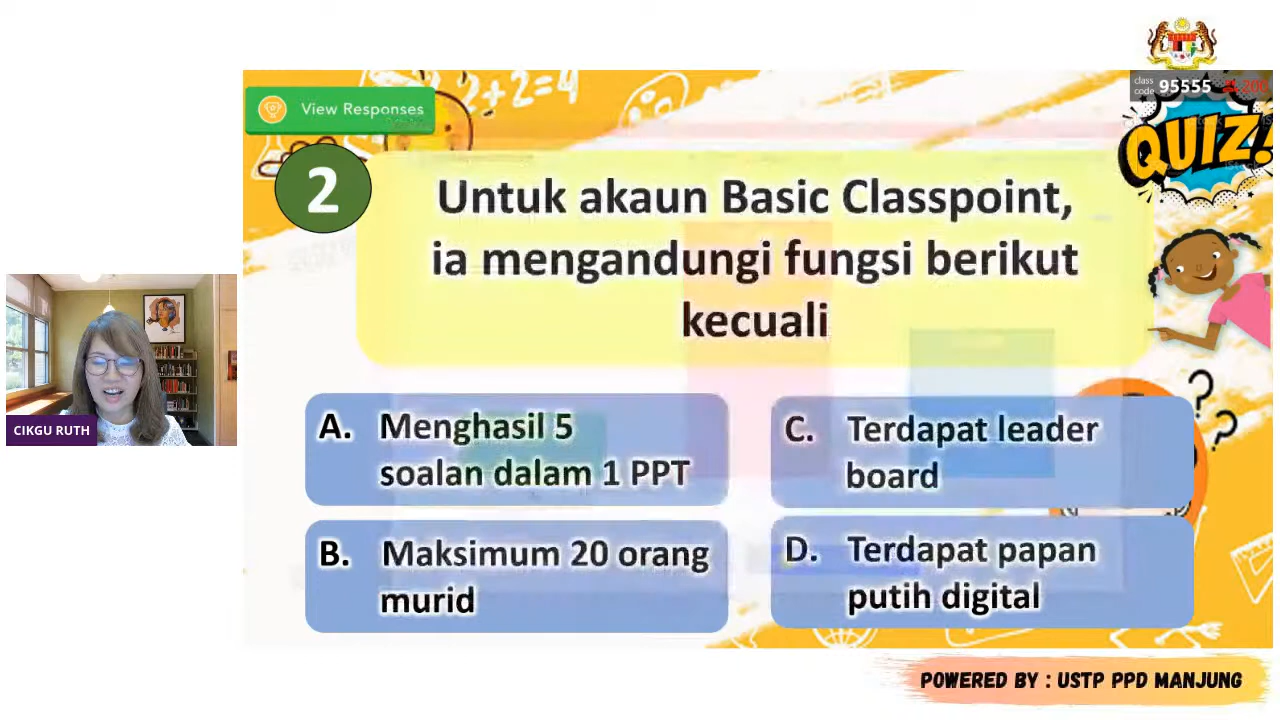 class
code 95555 200
View Responses
2+2=4
QUIZ!
2
Untuk akaun Basic Classpoint,
ia mengandungi fungsi berikut
kecuali
A. Menghasil 5
soalan dalam 1 PPT
B. Maksimum 20 orang
murid
C. Terdapat leader
board
D. Terdapat papan
putih digital
CIKGU RUTH
POWERED BY : USTP PPD MANJUNG